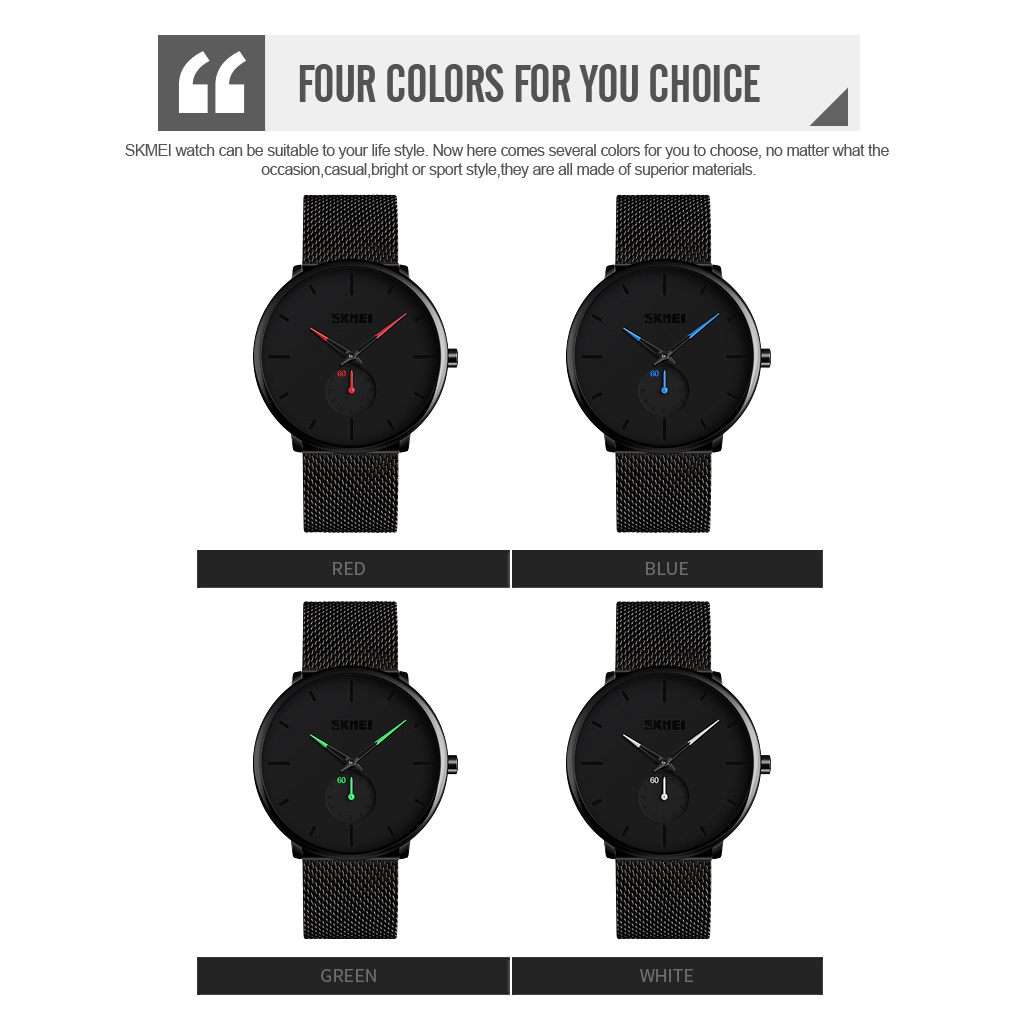 FOUR COLORS FOR YOU CHOICE
SKMEI watch can be suitable to your life style. Now here comes several colors for you to choose, no matter what the
occasion,casual,bright or sport style,they are all made of superior materials.
SKMEI
60
SKMEI
60
RED
BLUE
SKMEI
60
SKMEI
60
GREEN
WHITE